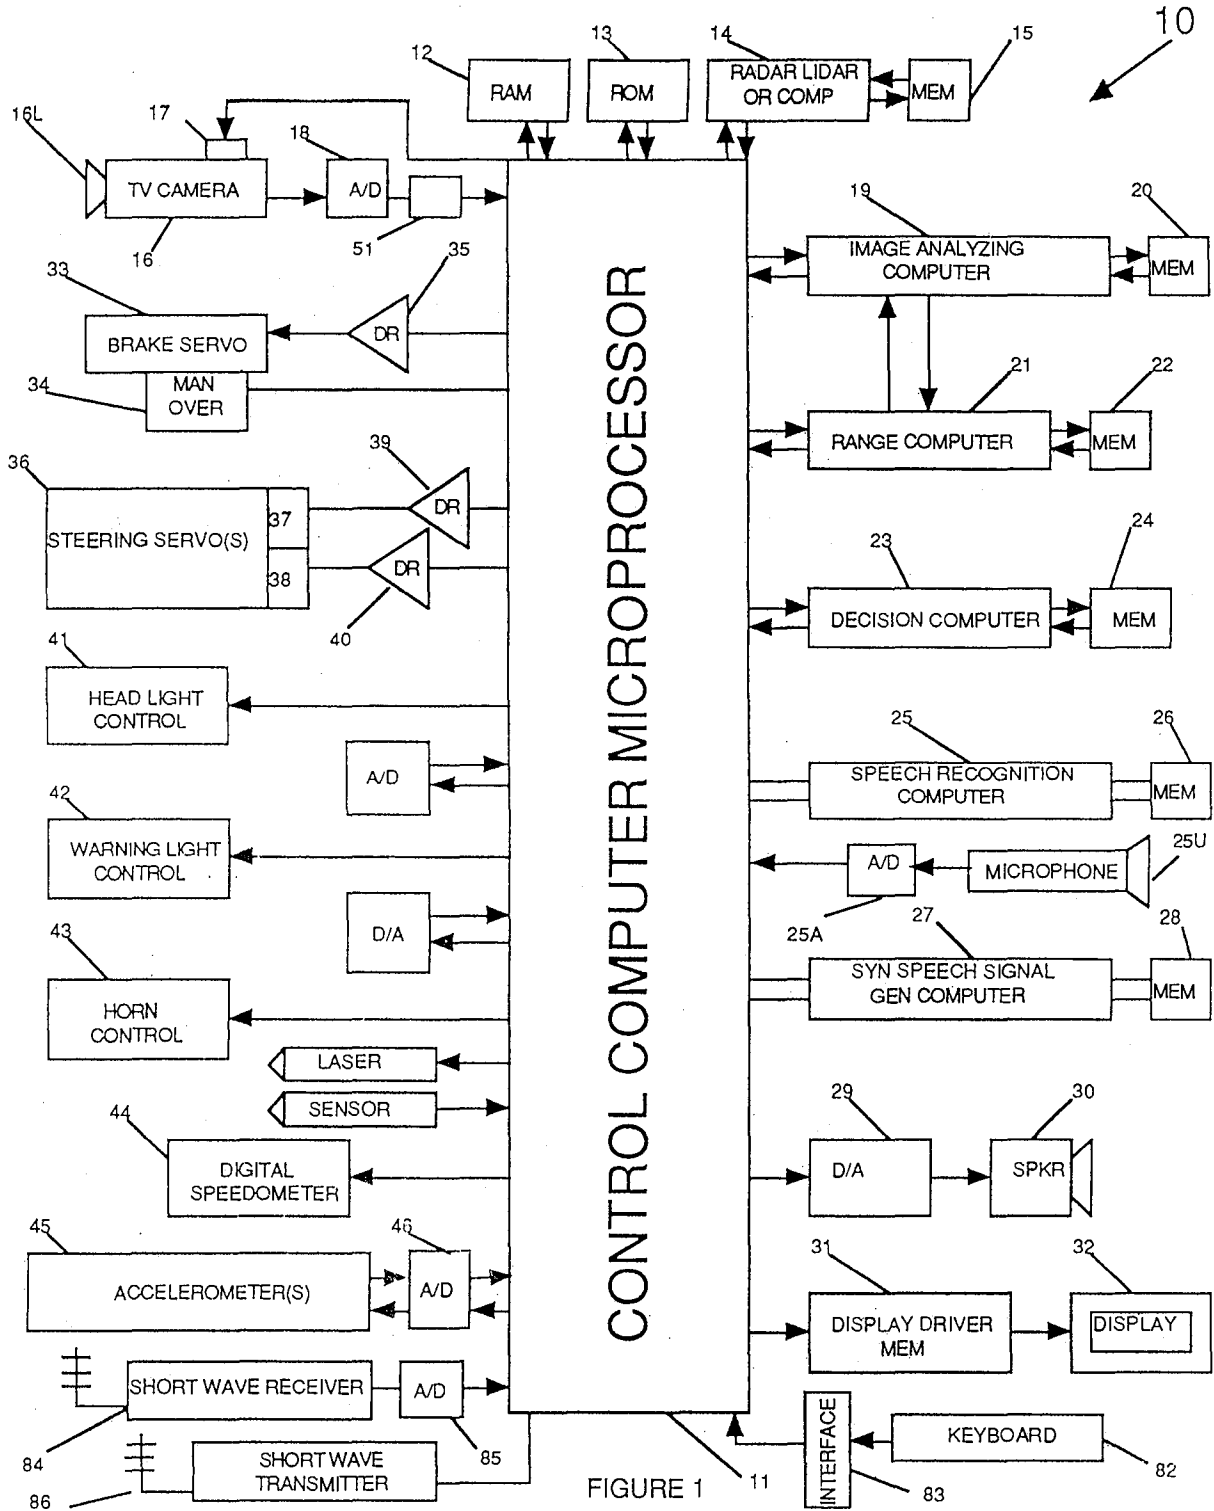 10
12
13
14
15
RAM
ROM
RADAR LIDAR
OR COMP
MEM
16L
17
18
TV CAMERA
A/D
16
51
19
20
IMAGE ANALYZING
COMPUTER
MEM
33
35
BRAKE SERVO
DR
34
MAN
OVER
21
22
RANGE COMPUTER
MEM
36
39
DR
37
STEERING SERVO(S)
38
DR
40
23
24
DECISION COMPUTER
MEM
CONTROL COMPUTER MICROPROCESSOR
41
HEAD LIGHT
CONTROL
A/D
25
26
SPEECH RECOGNITION
COMPUTER
MEM
42
WARNING LIGHT
CONTROL
A/D
MICROPHONE
25U
25A
D/A
27
28
SYN SPEECH SIGNAL
GEN COMPUTER
MEM
43
HORN
CONTROL
LASER
SENSOR
44
DIGITAL
SPEEDOMETER
29
30
D/A
SPKR
45
46
ACCELEROMETER(S)
A/D
31
32
DISPLAY DRIVER
MEM
DISPLAY
SHORT WAVE RECEIVER
A/D
84
85
SHORT WAVE
TRANSMITTER
86
11
INTERFACE
KEYBOARD
82
83
FIGURE 1